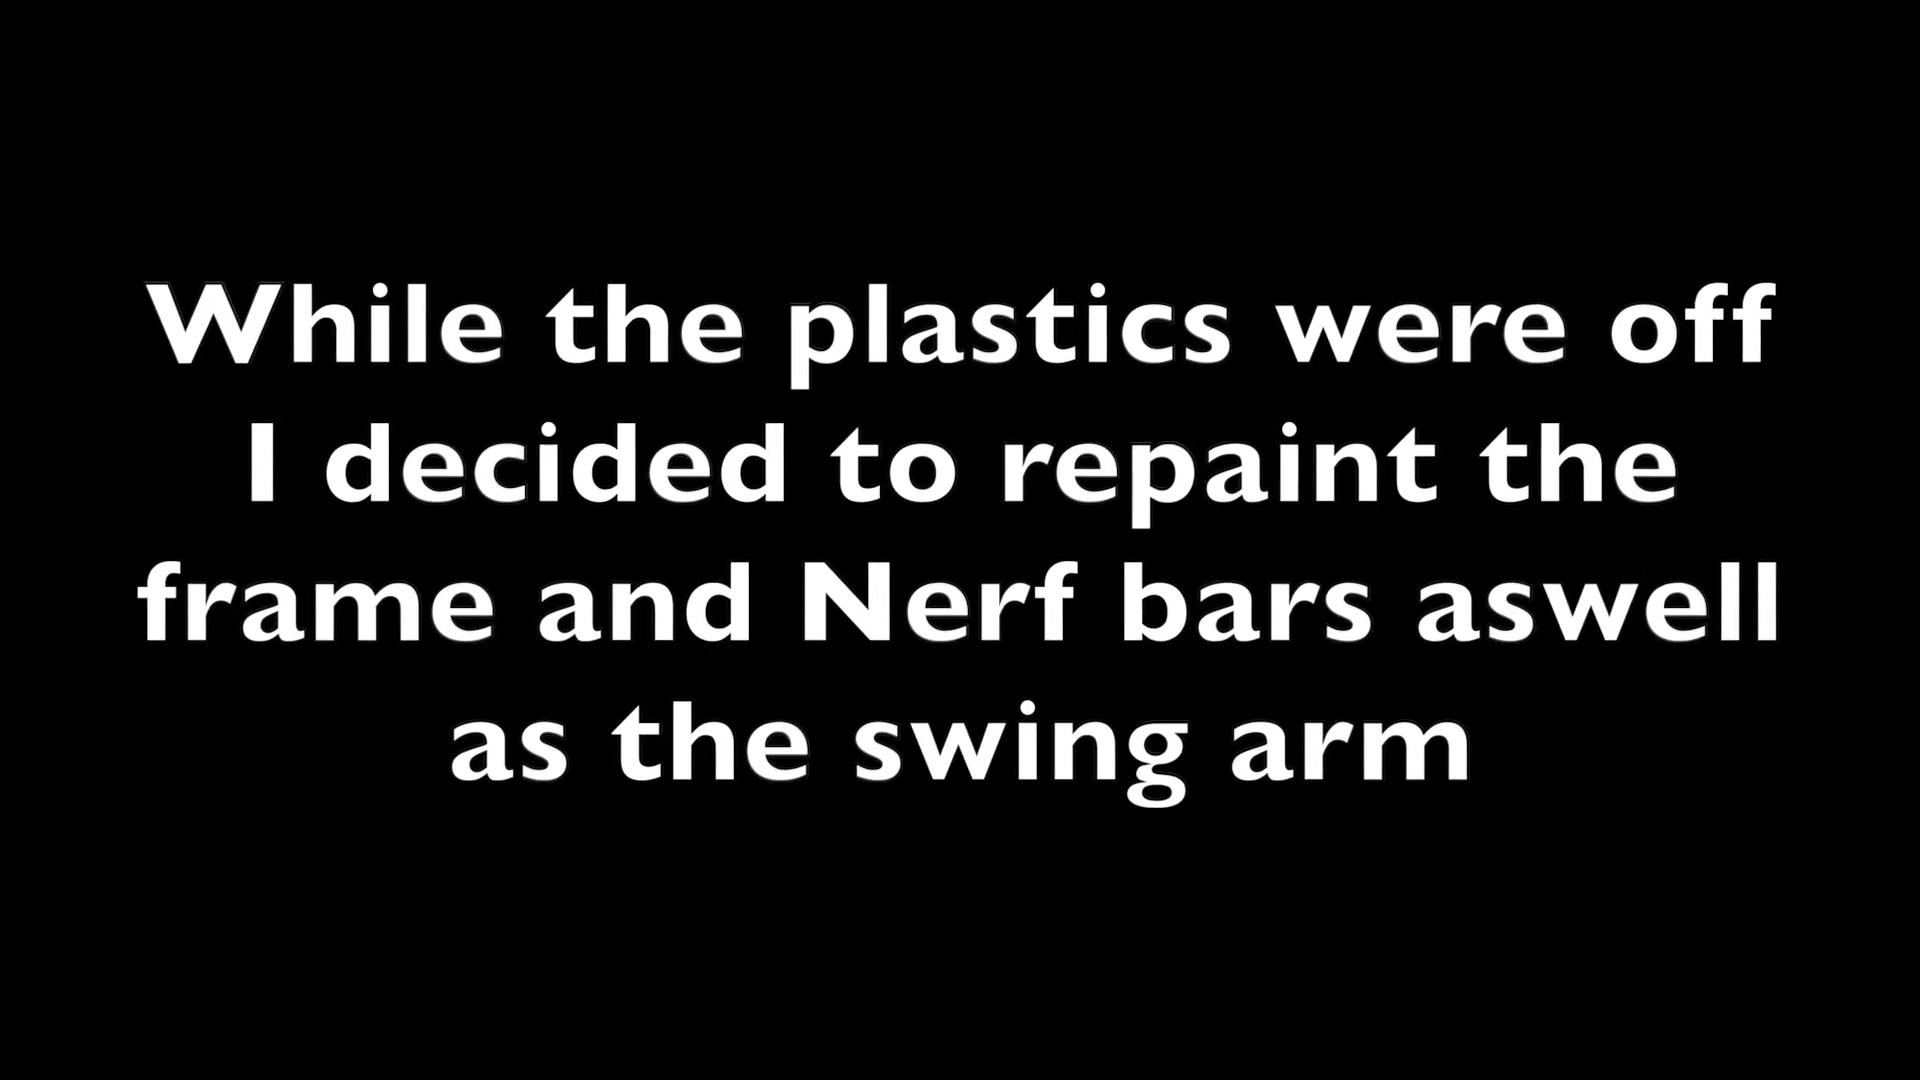 While the plastics were off
I decided to repaint the
frame and Nerf bars aswell
as the swing arm